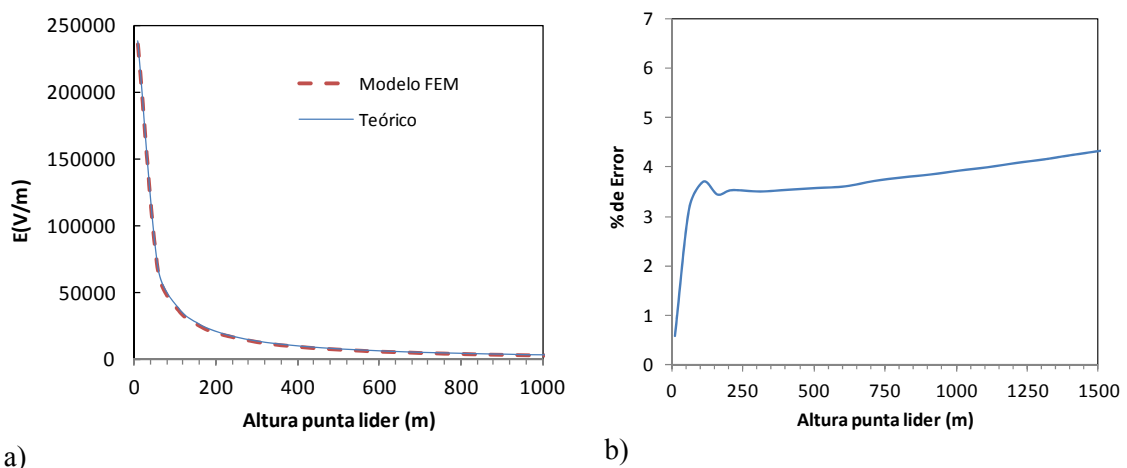 250000
200000
150000
100000
50000
0
E(V/m)
Modelo FEM
Teórico
0 200 400 600 800 1000
Altura punta lider (m)
a)
7
6
5
4
3
2
1
0
% de Error
0 250 500 750 1000 1250 1500
Altura punta lider (m)
b)